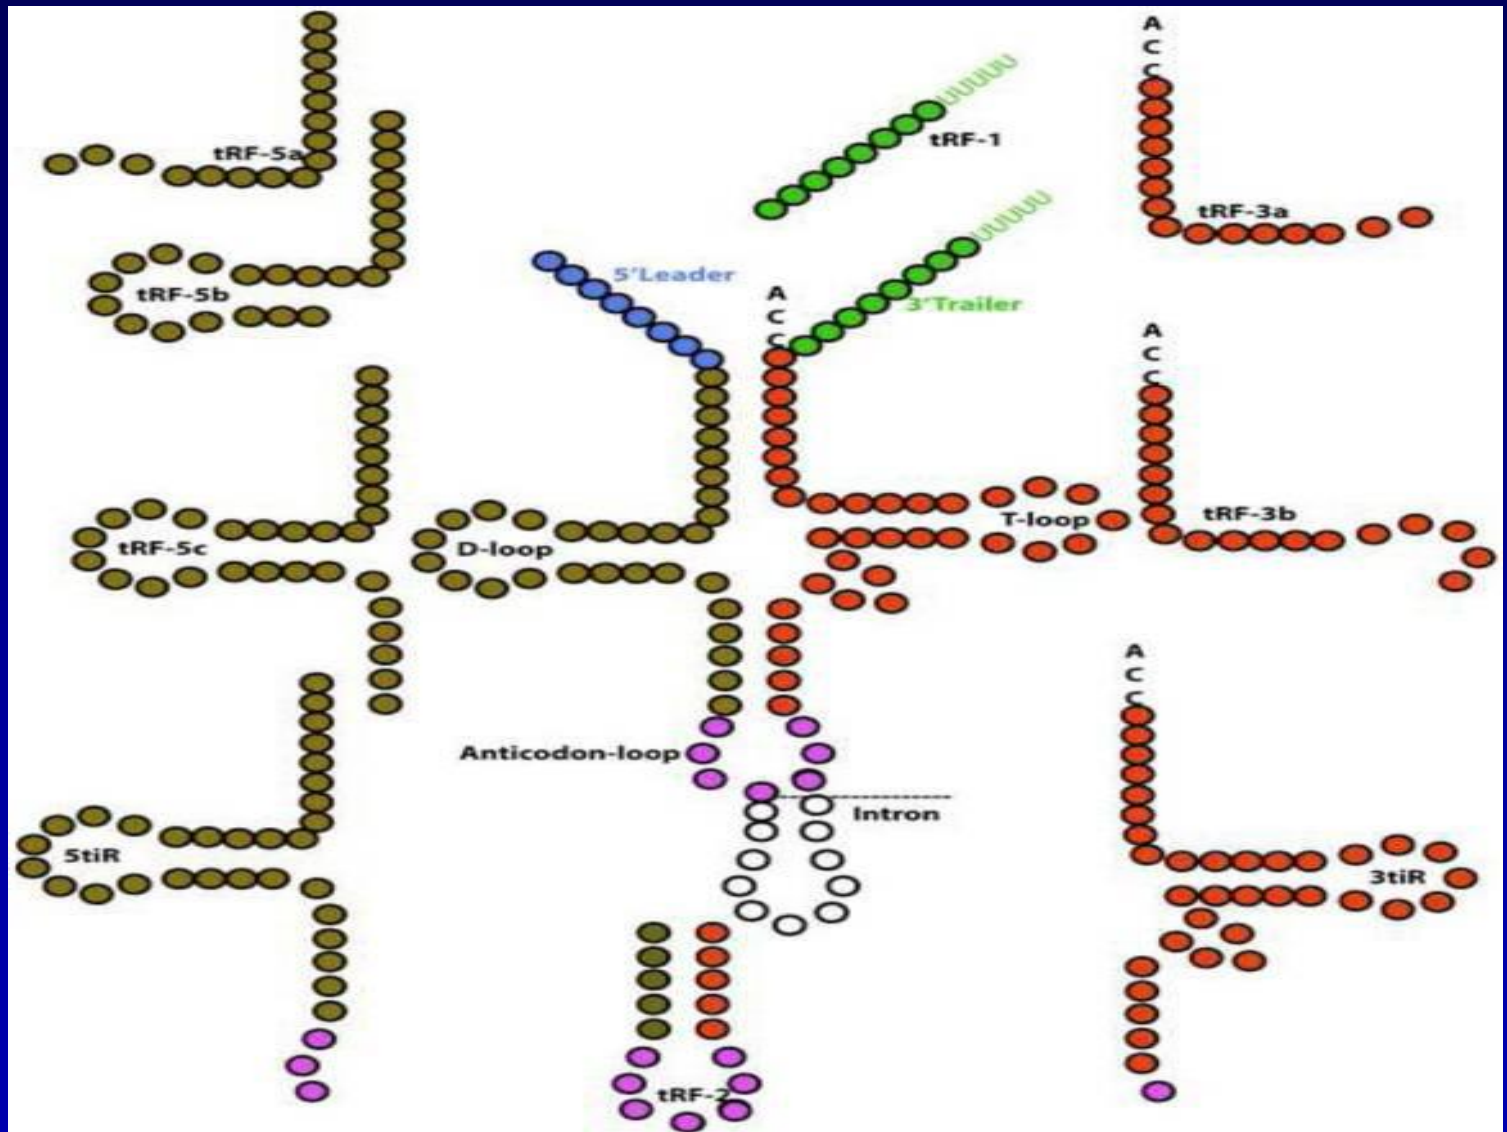 A
C
C
UUUUU
tRF-1
tRF-5a
tRF-3a
UUUUU
5'Leader
tRF-5b
A
C
C
3'Trailer
A
C
C
tRF-5c
D-loop
T-loop
tRF-3b
A
C
C
Anticodon-loop
Intron
5tiR
3tiR
tRF-2